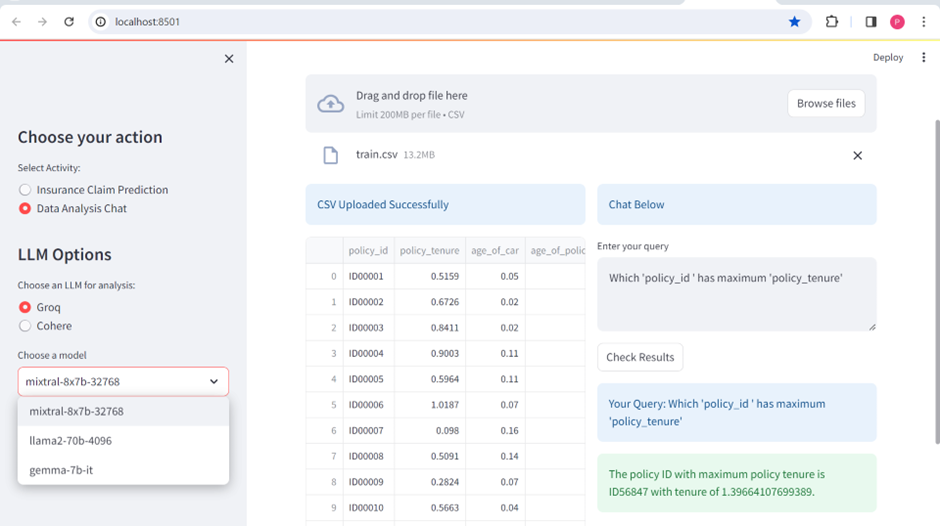 localhost:8501
P
Deploy
Choose your action
Select Activity:
Insurance Claim Prediction
Data Analysis Chat
LLM Options
Choose an LLM for analysis:
Groq
Cohere
Choose a model
mixtral-8x7b-32768
mixtral-8x7b-32768
llama2-70b-4096
gemma-7b-it
Drag and drop file here
Limit 200MB per file • CSV
Browse files
train.csv 13.2MB
CSV Uploaded Successfully
policy_id policy_tenure age_of_car age_of_polic
0 ID00001 0.5159 0.05
1 ID00002 0.6726 0.02
2 ID00003 0.8411 0.02
3 ID00004 0.9003 0.11
4 ID00005 0.5964 0.11
5 ID00006 1.0187 0.07
6 ID00007 0.098 0.16
7 ID00008 0.5091 0.14
8 ID00009 0.2824 0.07
9 ID00010 0.5663 0.04
Chat Below
Enter your query
Which 'policy_id ' has maximum 'policy_tenure'
Check Results
Your Query: Which 'policy_id ' has maximum
'policy_tenure'
The policy ID with maximum policy tenure is
ID56847 with tenure of 1.39664107699389.